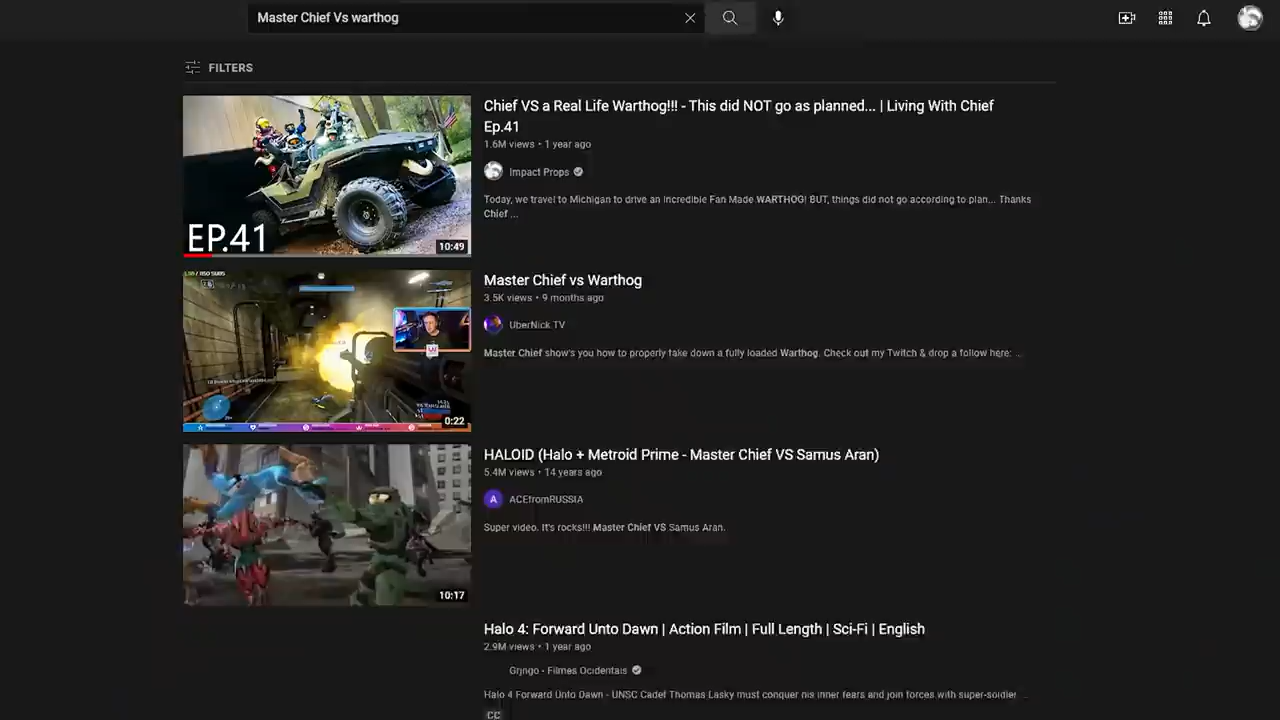 Master Chief Vs warthog
FILTERS
Chief VS a Real Life Warthog!!! - This did NOT go as planned... | Living With Chief
Ep.41
1.6M views • 1 year ago
Impact Props
Today, we travel to Michigan to drive an Incredible Fan Made WARTHOG! BUT, things did not go according to plan... Thanks
Chief ...
EP.41
10:49
Master Chief vs Warthog
3.5K views • 9 months ago
UberNick TV
Master Chief show's you how to properly take down a fully loaded Warthog. Check out my Twitch & drop a follow here: ...
0:22
HALOID (Halo + Metroid Prime - Master Chief VS Samus Aran)
5.4M views • 14 years ago
A ACEfromRUSSIA
Super video. It's rocks!!! Master Chief VS Samus Aran.
10:17
Halo 4: Forward Unto Dawn | Action Film | Full Length | Sci-Fi | English
2.9M views • 1 year ago
Gringo - Filmes Ocidentais
Halo 4 Forward Unto Dawn - UNSC Cadet Thomas Lasky must conquer his inner fears and join forces with super-soldier ...
CC